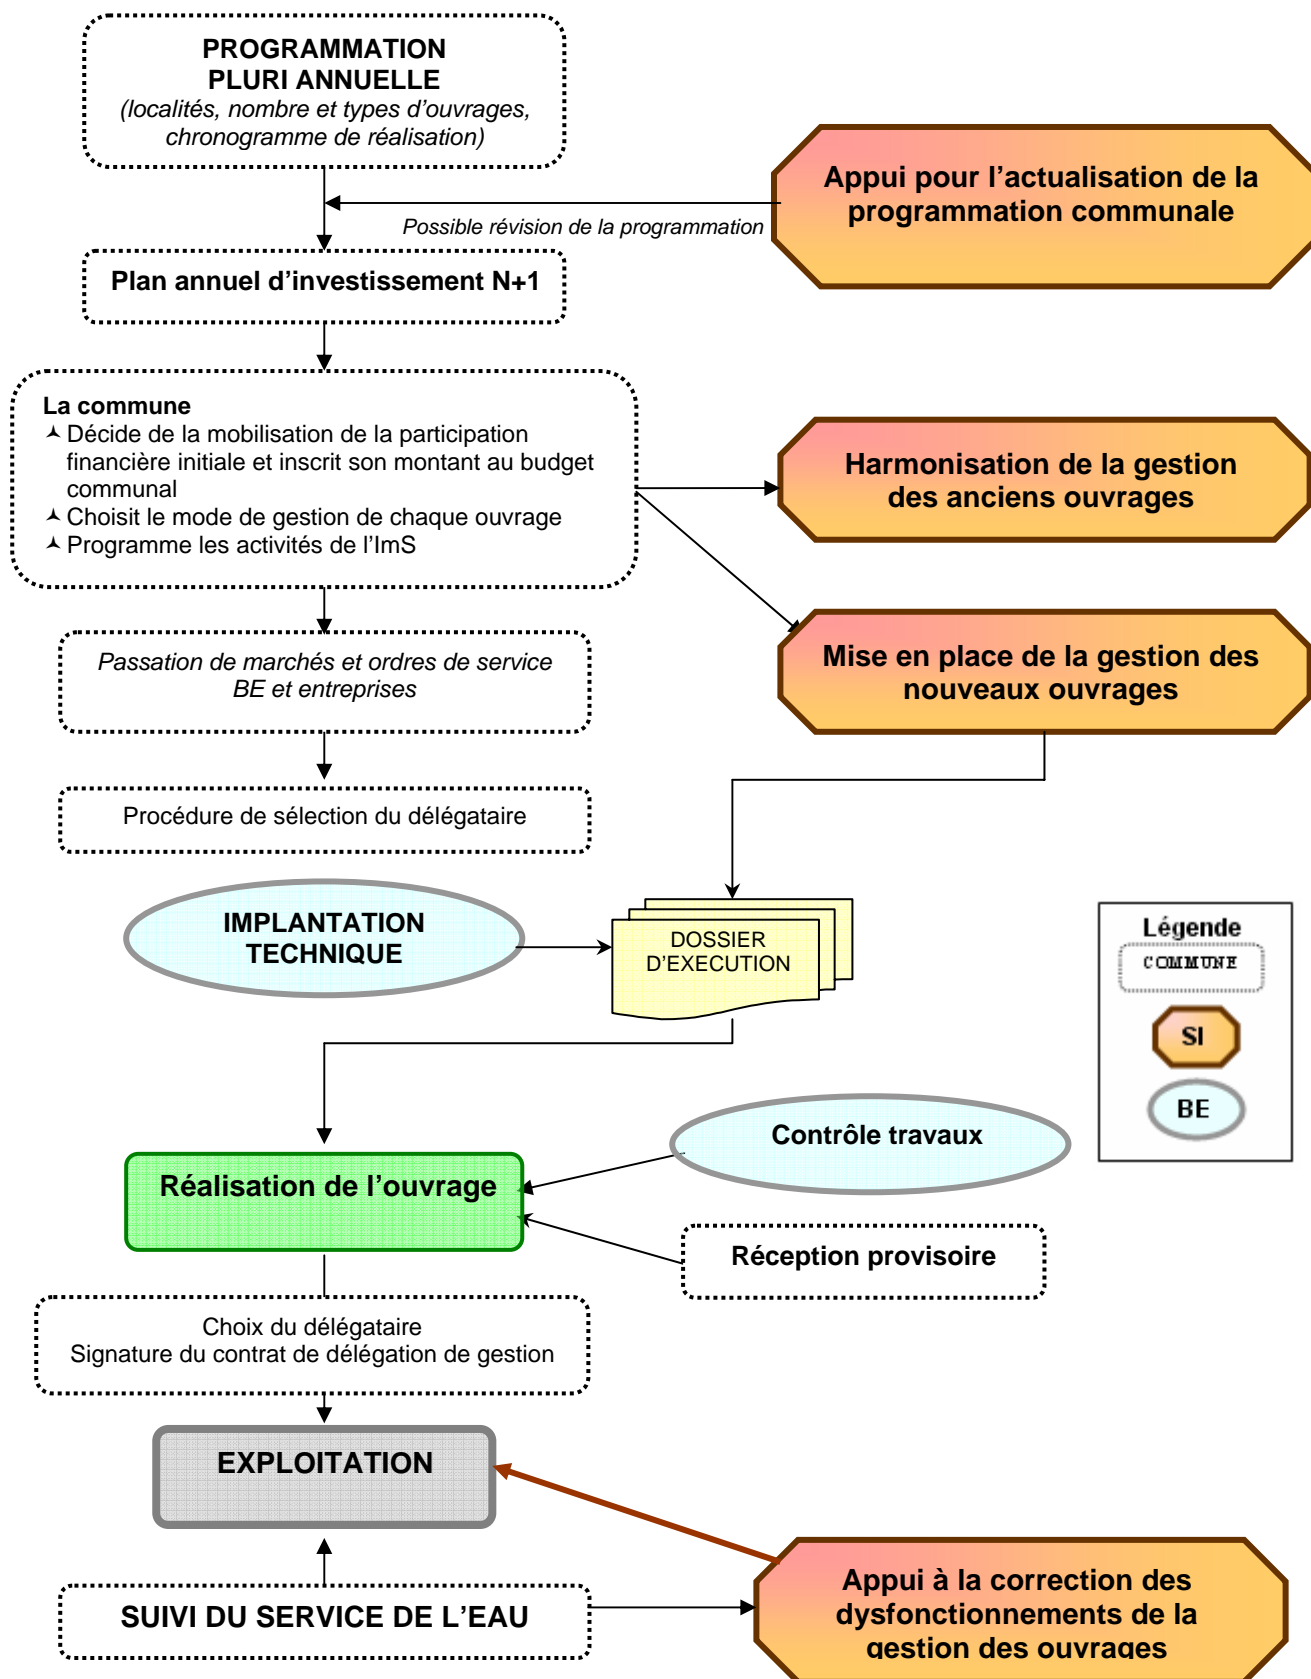 PROGRAMMATION
PLURI ANNUELLE
(localités, nombre et types d’ouvrages,
chronogramme de réalisation)
Appui pour l’actualisation de la
programmation communale
Possible révision de la programmation
Plan annuel d’investissement N+1
La commune
Décide de la mobilisation de la participation
financière initiale et inscrit son montant au budget
communal
Choisit le mode de gestion de chaque ouvrage
Programme les activités de l’ImS
Harmonisation de la gestion
des anciens ouvrages
Mise en place de la gestion des
nouveaux ouvrages
Passation de marchés et ordres de service
BE et entreprises
Procédure de sélection du délégataire
IMPLANTATION
TECHNIQUE
DOSSIER
D’EXECUTION
Légende
COMMUNE
SI
BE
Contrôle travaux
Réalisation de l’ouvrage
Réception provisoire
Choix du délégataire
Signature du contrat de délégation de gestion
EXPLOITATION
SUIVI DU SERVICE DE L’EAU
Appui à la correction des
dysfonctionnements de la
gestion des ouvrages